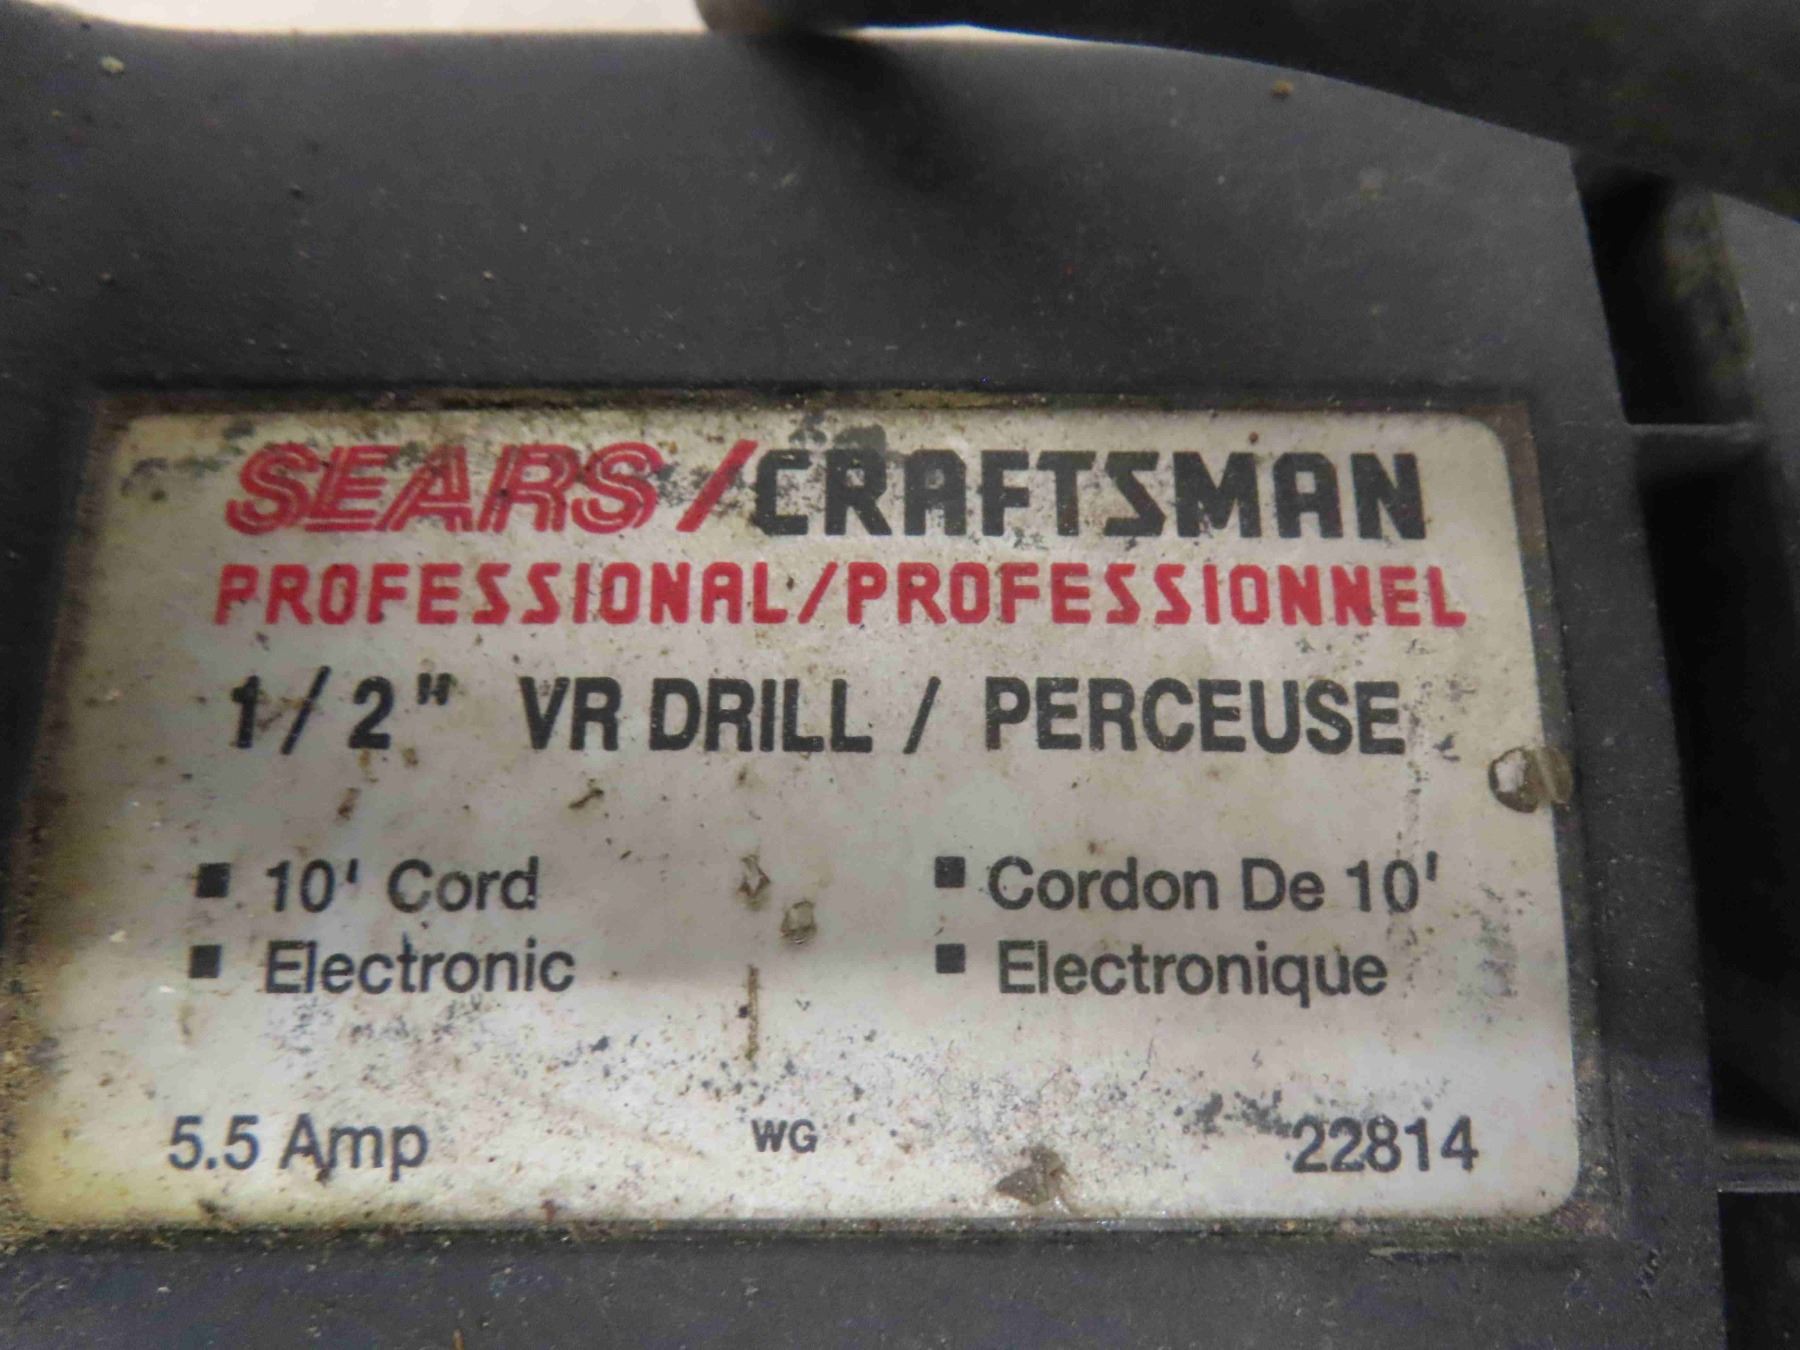 SEARS/CRAFTSMAN
PROFESSIONAL/PROFESSIONNEL
1/2" VR DRILL / PERCEUSE
■ 10' Cord
■ Electronic
■ Cordon De 10'
■ Electronique
5.5 Amp WG 22814